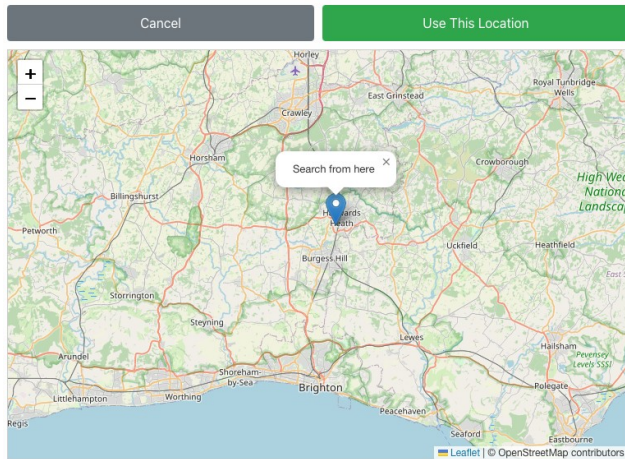 Cancel
Use This Location
+
−
Horley
Royal Tunbridge
Wells
East Grinstead
Crawley
Horsham
Search from here
×
Crowborough
High We
Nation
Landsca
Billingshurst
Heath
Petworth
Uckfield
Heathfield
Burgess Hill
East S
Storrington
Steyning
Lewes
Hailsham
Pevensey
Levels SSSI
Arundel
Shoreham-
by-Sea
Brighton
Polegate
Littlehampton
Worthing
Peacehaven
Regis
Seaford
Eastbourne
Leaflet | © OpenStreetMap contributors